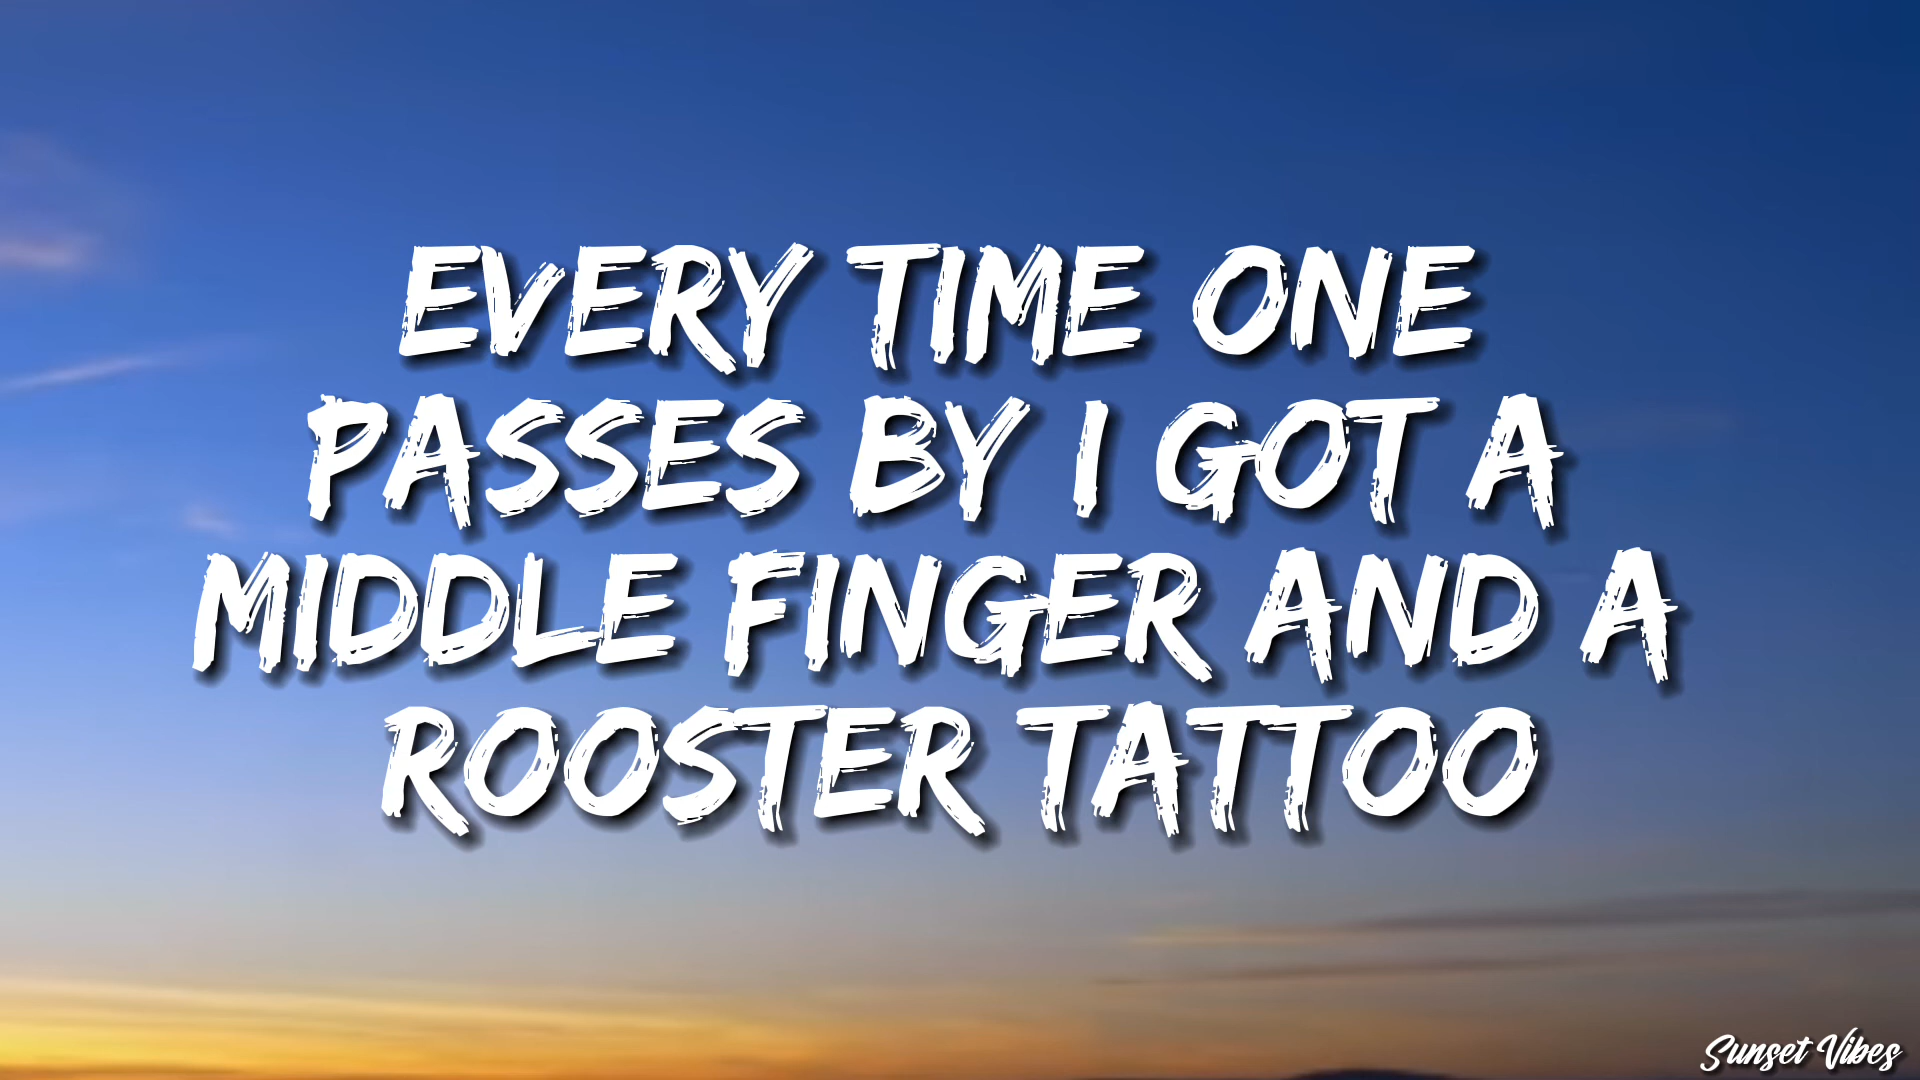 EVERY TIME ONE
PASSES BY I GOT A
MIDDLE FINGER AND A
ROOSTER TATTOO
Sunset Vibes